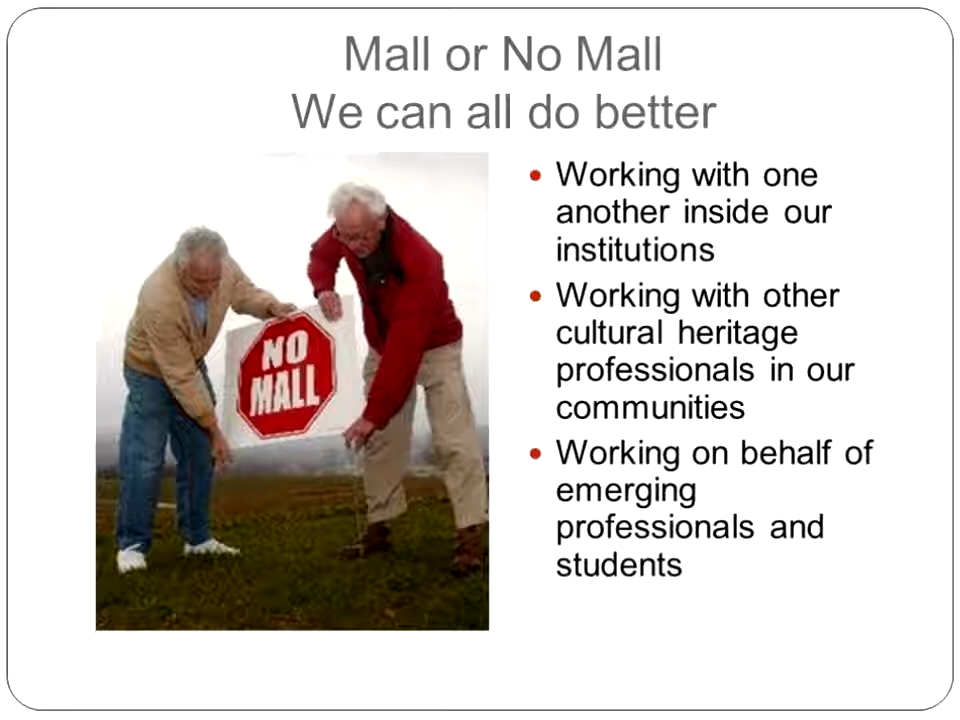 Mall or No Mall
We can all do better
NO
MALL
Working with one
another inside our
institutions
Working with other
cultural heritage
professionals in our
communities
Working on behalf of
emerging
professionals and
students